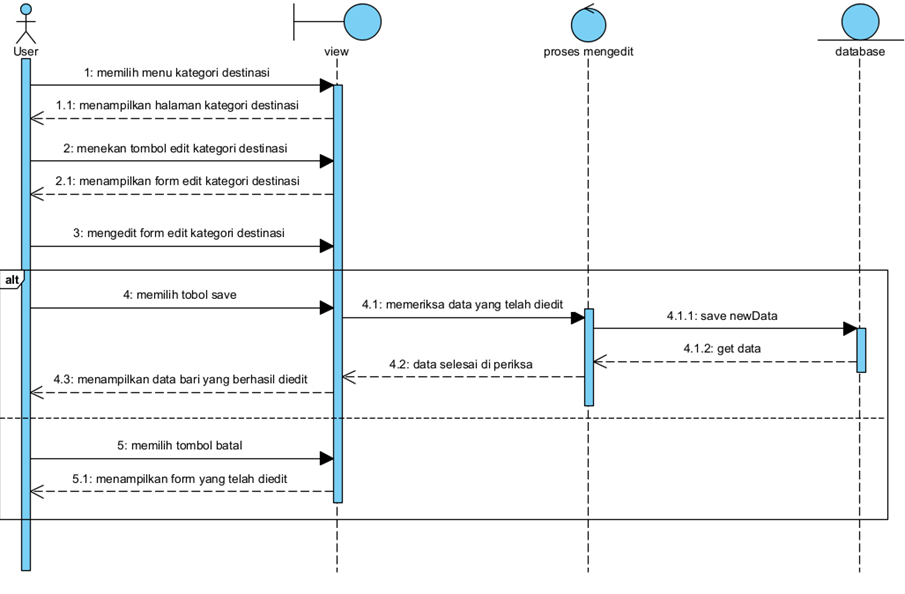 User
view
proses mengedit
database
1: memilih menu kategori destinasi
1.1: menampilkan halaman kategori destinasi
2: menekan tombol edit kategori destinasi
2.1: menampilkan form edit kategori destinasi
3: mengedit form edit kategori destinasi
alt
4: memilih tobol save
4.1: memeriksa data yang telah diedit
4.1.1: save newData
4.1.2: get data
4.2: data selesai di periksa
4.3: menampilkan data bari yang berhasil diedit
5: memilih tombol batal
5.1: menampilkan form yang telah diedit